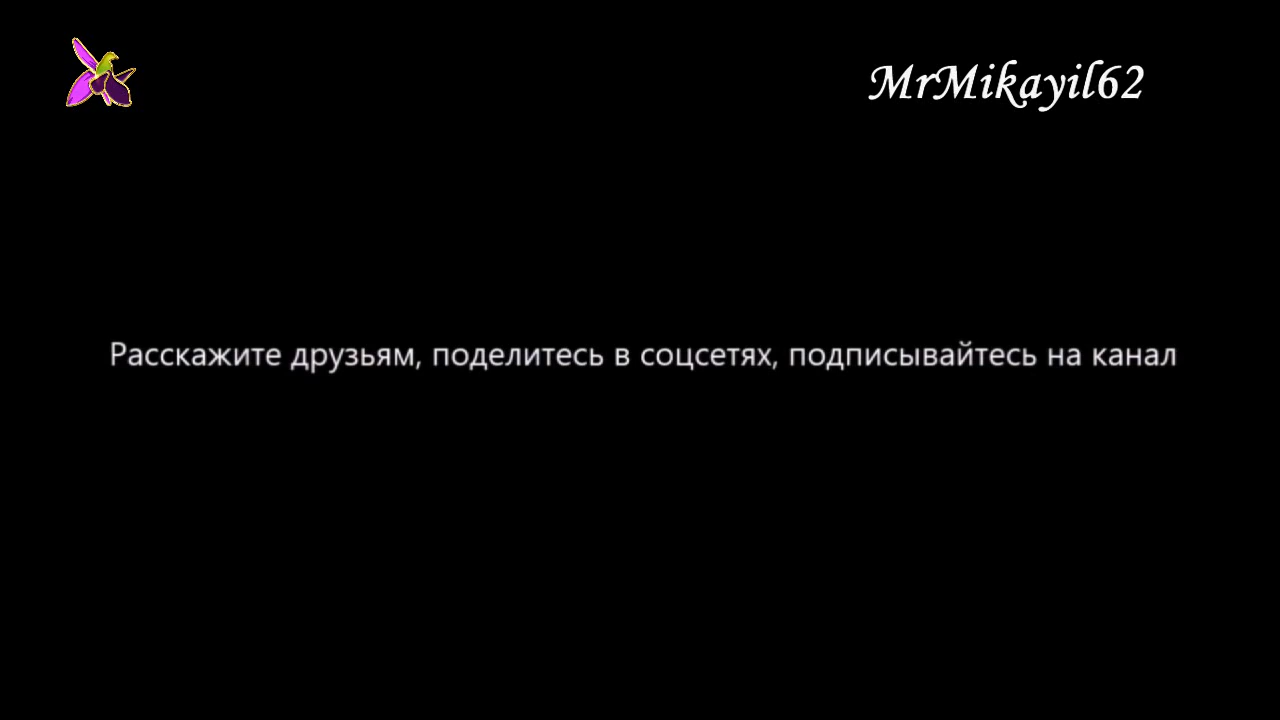 MrMikayil62
Расскажите друзьям, поделитесь в соцсетях, подписывайтесь на канал